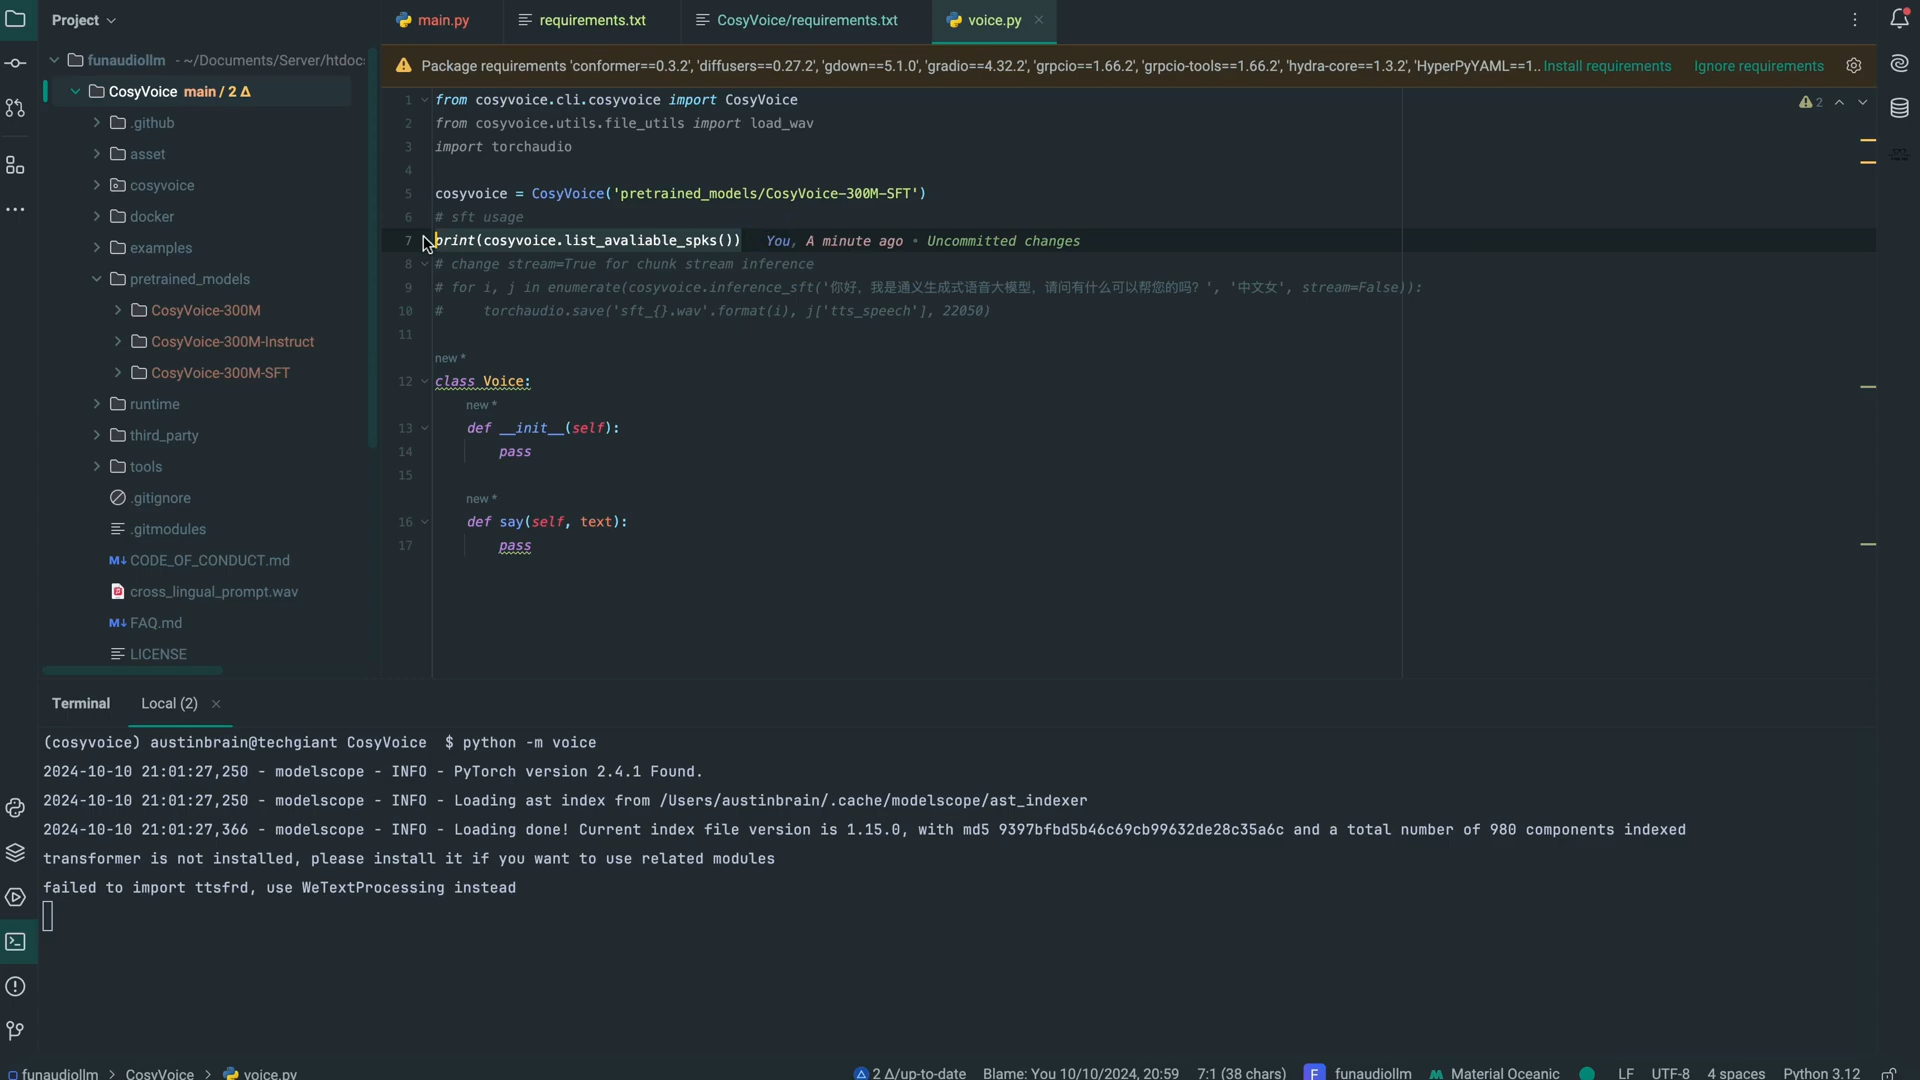 Project
main.py
requirements.txt
CosyVoice/requirements.txt
voice.py
funaudiollm - ~/Documents/Server/htdoc
Package requirements 'conformer==0.3.2', 'diffusers==0.27.2', 'gdown==5.1.0', 'gradio==4.32.2', 'grpcio==1.66.2', 'grpcio-tools==1.66.2', 'hydra-core==1.3.2', 'HyperPyYAML==1.. Install requirements Ignore requirements
CosyVoice main / 2 Δ
.github
asset
cosyvoice
docker
examples
pretrained_models
CosyVoice-300M
CosyVoice-300M-Instruct
CosyVoice-300M-SFT
runtime
third_party
tools
.gitignore
.gitmodules
M↓ CODE_OF_CONDUCT.md
cross_lingual_prompt.wav
M↓ FAQ.md
LICENSE
2
1 from cosyvoice.cli.cosyvoice import CosyVoice
2 from cosyvoice.utils.file_utils import load_wav
3 import torchaudio
4
5 cosyvoice = CosyVoice('pretrained_models/CosyVoice-300M-SFT')
6 # sft usage
7 print(cosyvoice.list_avaliable_spks()) You, A minute ago • Uncommitted changes
8 # change stream=True for chunk stream inference
9 # for i, j in enumerate(cosyvoice.inference_sft('你好，我是通义生成式语音大模型，请问有什么可以帮您的吗？', '中文女', stream=False)):
10 #     torchaudio.save('sft_{}.wav'.format(i), j['tts_speech'], 22050)
11
new *
12 class Voice:
new *
13 def __init__(self):
14 pass
15
new *
16 def say(self, text):
17 pass
Terminal Local (2)
(cosyvoice) austinbrain@techgiant CosyVoice $ python -m voice
2024-10-10 21:01:27,250 - modelscope - INFO - PyTorch version 2.4.1 Found.
2024-10-10 21:01:27,250 - modelscope - INFO - Loading ast index from /Users/austinbrain/.cache/modelscope/ast_indexer
2024-10-10 21:01:27,366 - modelscope - INFO - Loading done! Current index file version is 1.15.0, with md5 9397bfbd5b46c69cb99632de28c35a6c and a total number of 980 components indexed
transformer is not installed, please install it if you want to use related modules
failed to import ttsfrd, use WeTextProcessing instead
funaudiollm > CosyVoice > voice.py
2 Δ/up-to-date Blame: You 10/10/2024, 20:59 7:1 (38 chars) F funaudiollm Material Oceanic LF UTF-8 4 spaces Python 3.12